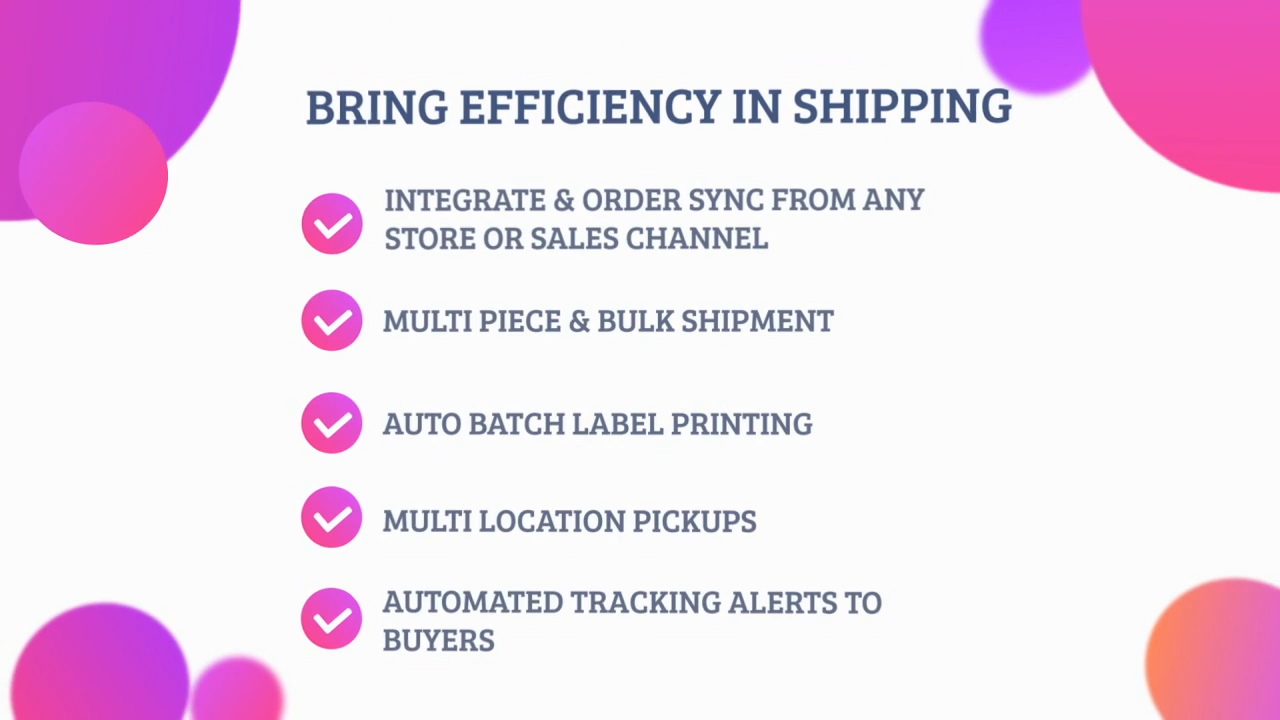 BRING EFFICIENCY IN SHIPPING
INTEGRATE & ORDER SYNC FROM ANY
STORE OR SALES CHANNEL
MULTI PIECE & BULK SHIPMENT
AUTO BATCH LABEL PRINTING
MULTI LOCATION PICKUPS
AUTOMATED TRACKING ALERTS TO
BUYERS